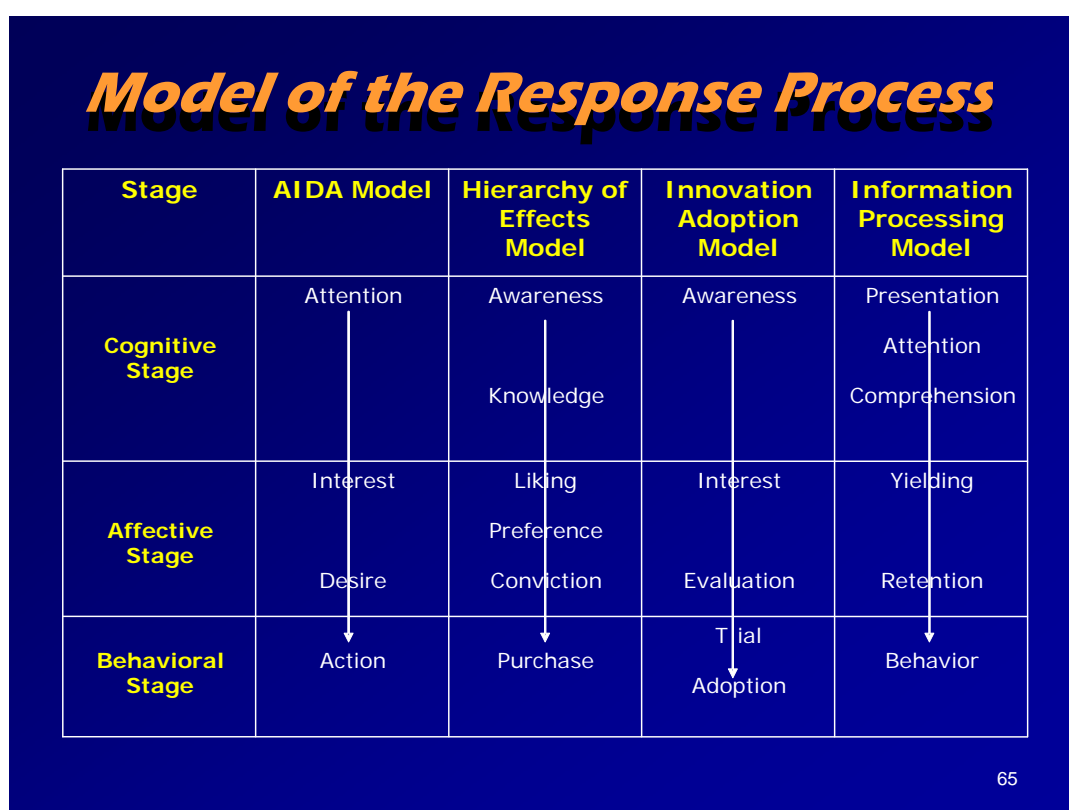 Model of the Response Process
Stage
AIDA Model
Hierarchy of
Effects
Model
Innovation
Adoption
Model
Information
Processing
Model
Cognitive
Stage
Attention
Awareness
Knowledge
Awareness
Presentation
Attention
Comprehension
Affective
Stage
Interest
Desire
Liking
Preference
Conviction
Interest
Evaluation
Yielding
Retention
Behavioral
Stage
Action
Purchase
Trial
Adoption
Behavior
65